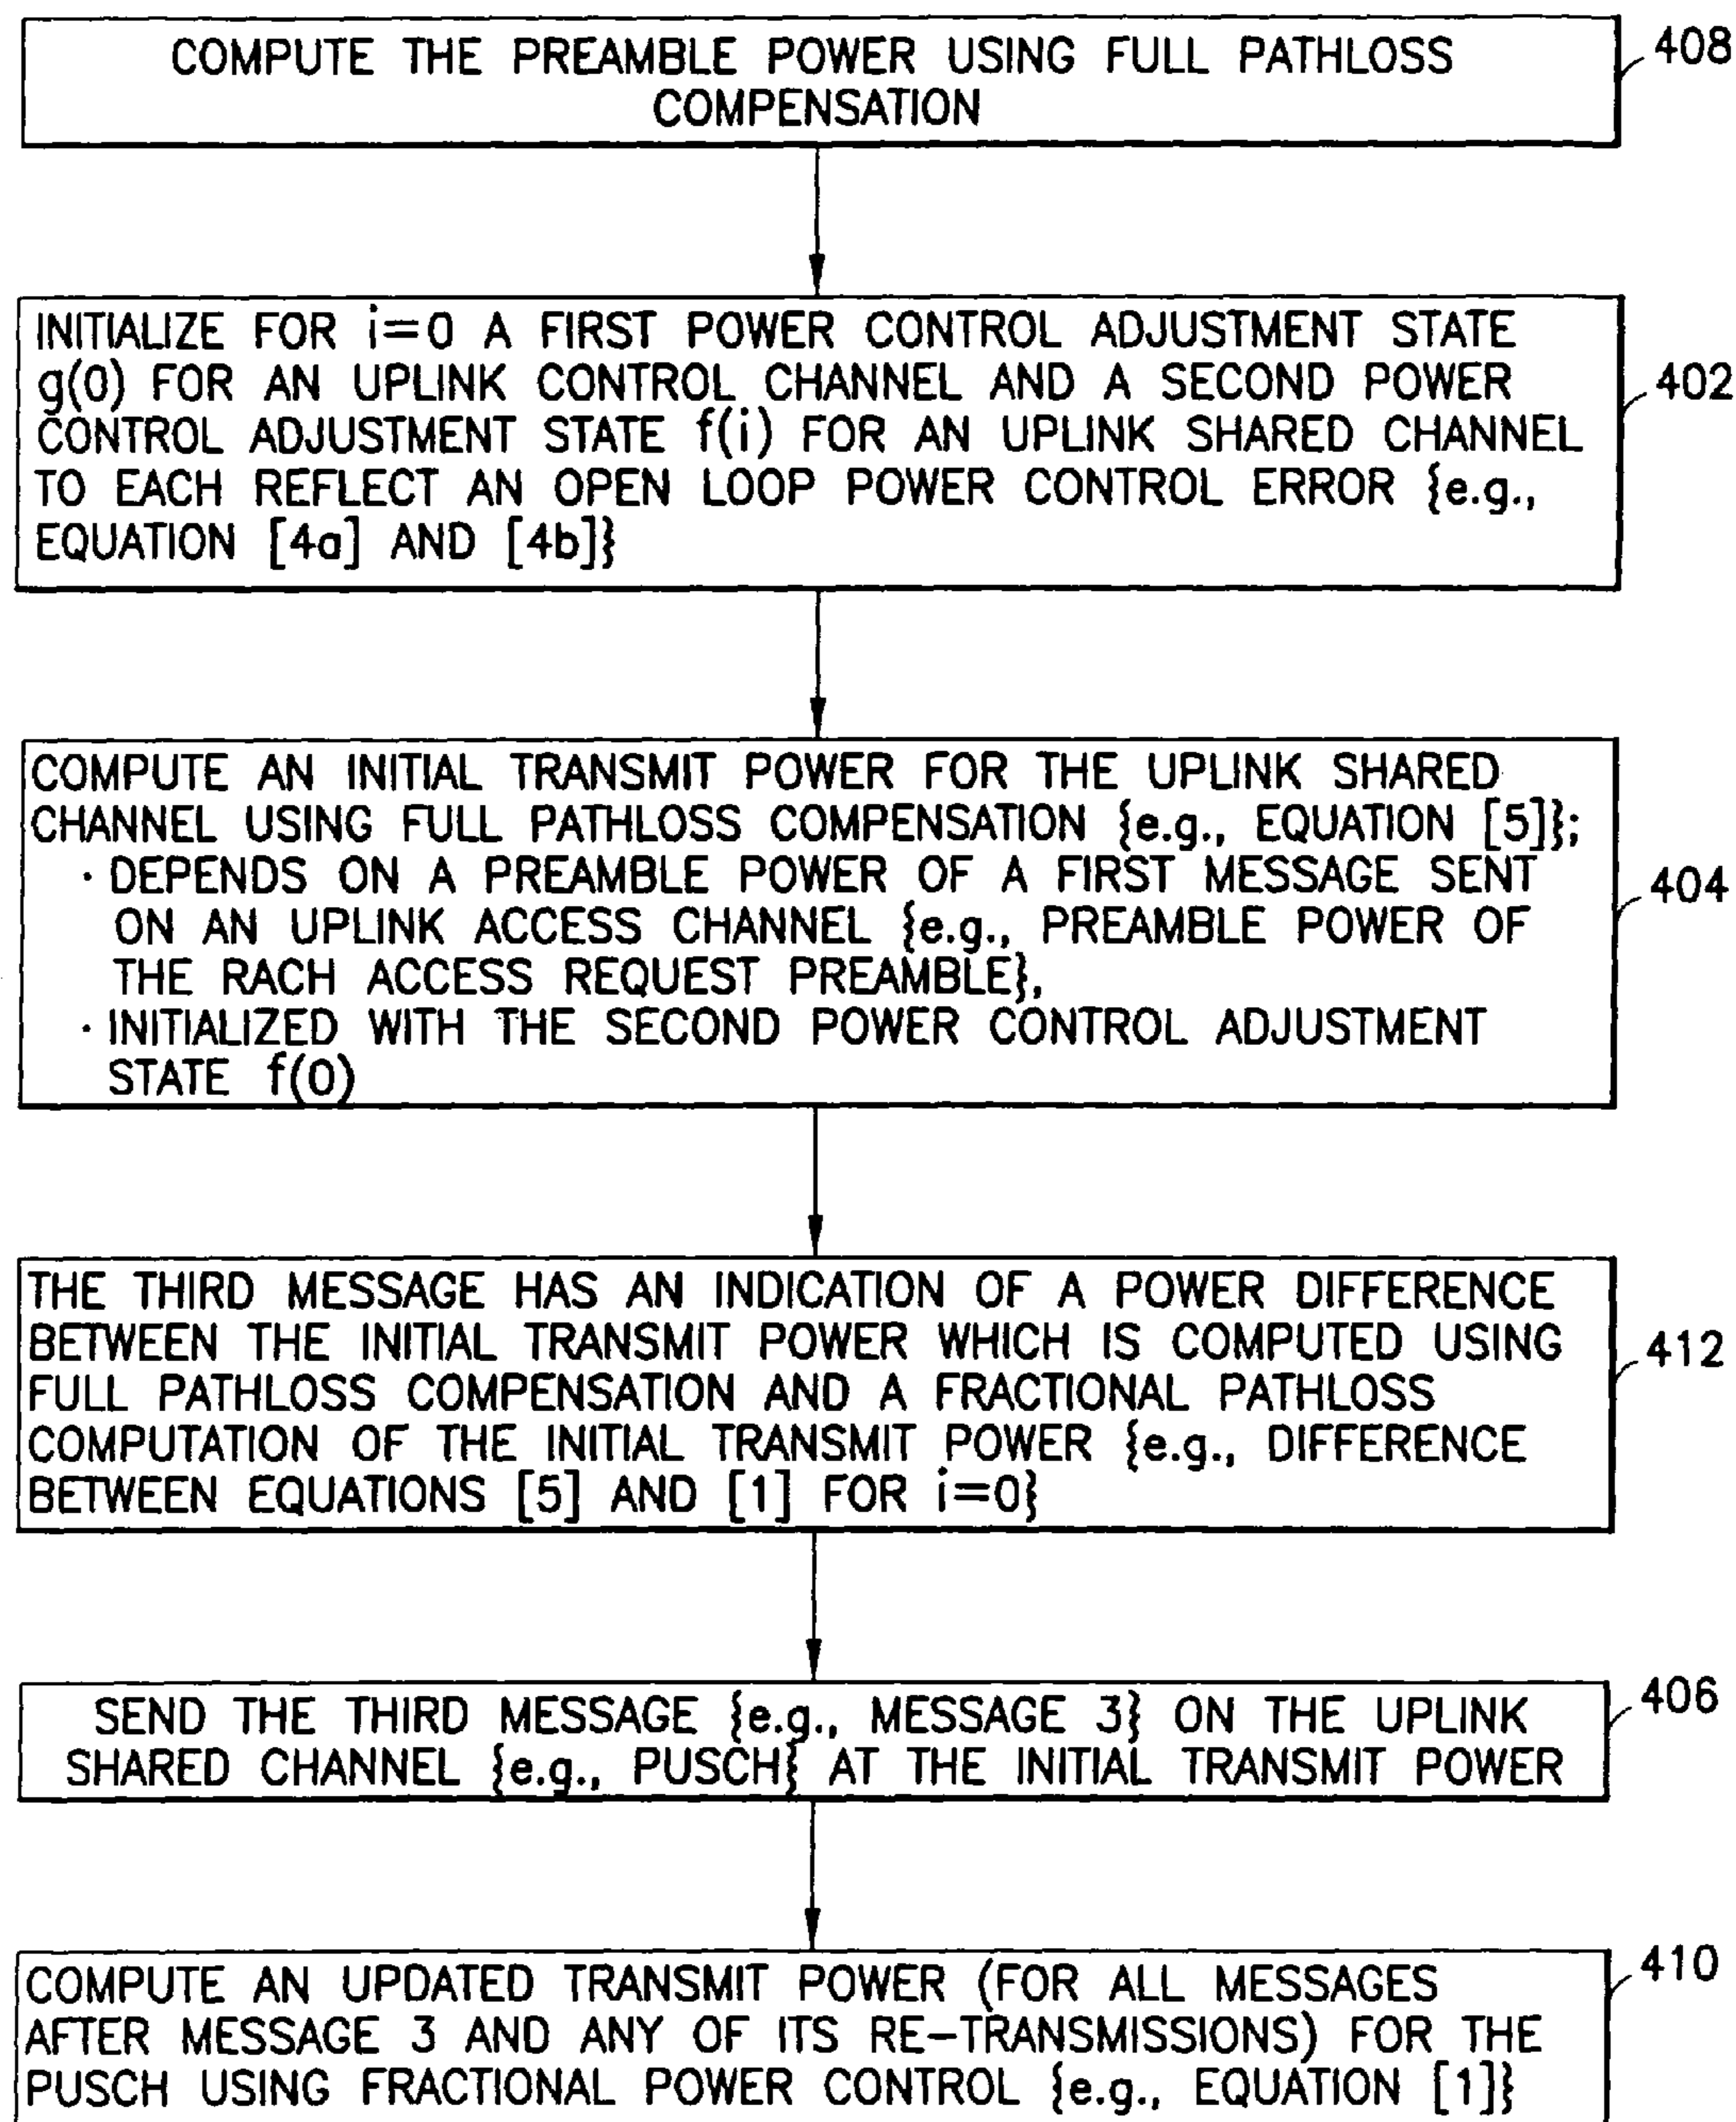 COMPUTE THE PREAMBLE POWER USING FULL PATHLOSS
COMPENSATION
408
INITIALIZE FOR i=0 A FIRST POWER CONTROL ADJUSTMENT STATE
g(0) FOR AN UPLINK CONTROL CHANNEL AND A SECOND POWER
CONTROL ADJUSTMENT STATE f(i) FOR AN UPLINK SHARED CHANNEL
TO EACH REFLECT AN OPEN LOOP POWER CONTROL ERROR {e.g.,
EQUATION [4a] AND [4b]}
402
COMPUTE AN INITIAL TRANSMIT POWER FOR THE UPLINK SHARED
CHANNEL USING FULL PATHLOSS COMPENSATION {e.g., EQUATION [5]};
· DEPENDS ON A PREAMBLE POWER OF A FIRST MESSAGE SENT
ON AN UPLINK ACCESS CHANNEL {e.g., PREAMBLE POWER OF
THE RACH ACCESS REQUEST PREAMBLE},
· INITIALIZED WITH THE SECOND POWER CONTROL ADJUSTMENT
STATE f(0)
404
THE THIRD MESSAGE HAS AN INDICATION OF A POWER DIFFERENCE
BETWEEN THE INITIAL TRANSMIT POWER WHICH IS COMPUTED USING
FULL PATHLOSS COMPENSATION AND A FRACTIONAL PATHLOSS
COMPUTATION OF THE INITIAL TRANSMIT POWER {e.g., DIFFERENCE
BETWEEN EQUATIONS [5] AND [1] FOR i=0}
412
SEND THE THIRD MESSAGE {e.g., MESSAGE 3} ON THE UPLINK
SHARED CHANNEL {e.g., PUSCH} AT THE INITIAL TRANSMIT POWER
406
COMPUTE AN UPDATED TRANSMIT POWER (FOR ALL MESSAGES
AFTER MESSAGE 3 AND ANY OF ITS RE-TRANSMISSIONS) FOR THE
PUSCH USING FRACTIONAL POWER CONTROL {e.g., EQUATION [1]}
410